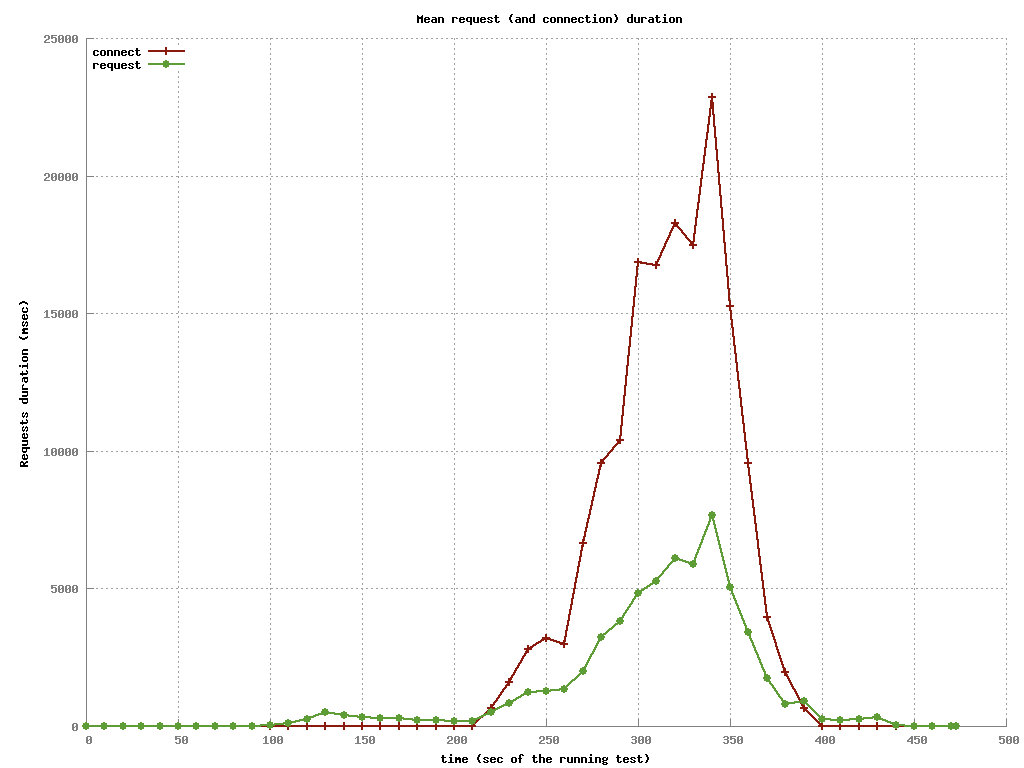 Mean request (and connection) duration
25000
connect
request
20000
15000
10000
5000
0
Requests duration (msec)
0 50 100 150 200 250 300 350 400 450 500
time (sec of the running test)